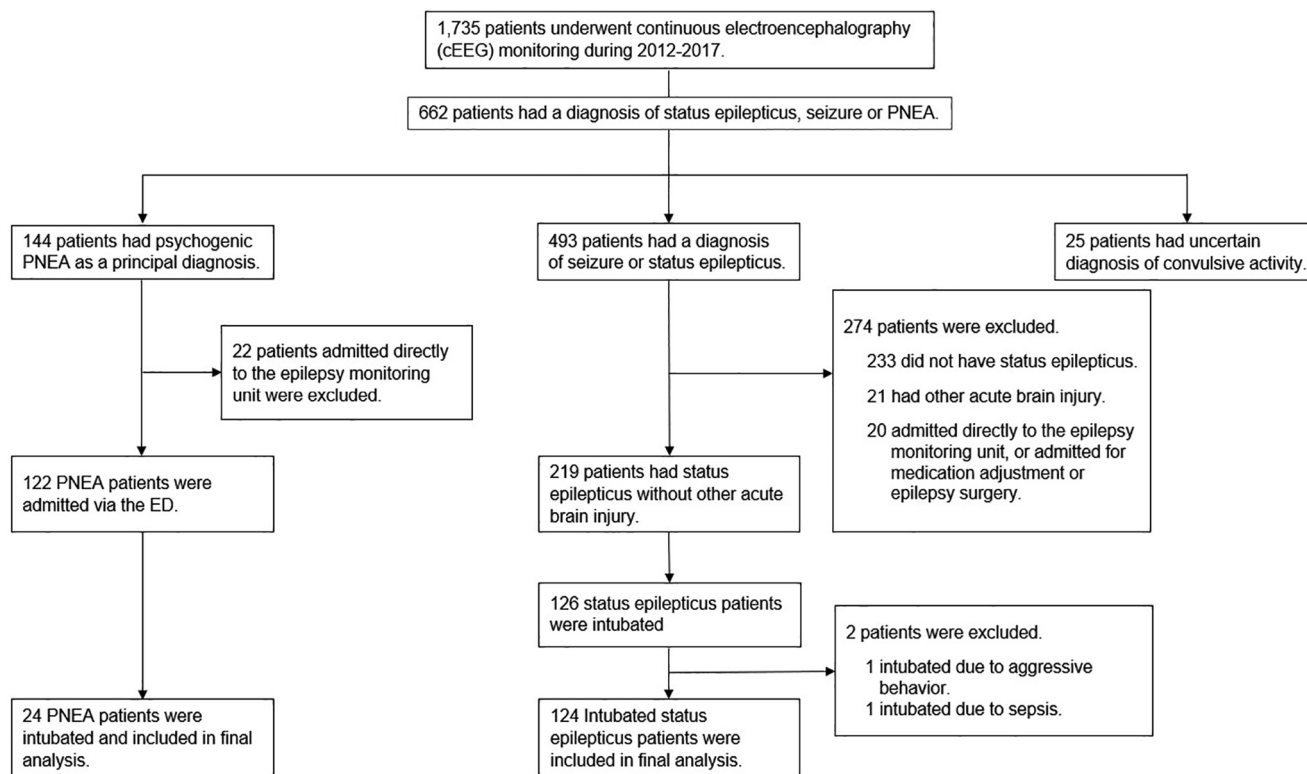 1,735 patients underwent continuous electroencephalography
(cEEG) monitoring during 2012-2017.
662 patients had a diagnosis of status epilepticus, seizure or PNEA.
144 patients had psychogenic
PNEA as a principal diagnosis.
493 patients had a diagnosis
of seizure or status epilepticus.
25 patients had uncertain
diagnosis of convulsive activity.
22 patients admitted directly
to the epilepsy monitoring
unit were excluded.
274 patients were excluded.
233 did not have status epilepticus.
21 had other acute brain injury.
20 admitted directly to the epilepsy
monitoring unit, or admitted for
medication adjustment or
epilepsy surgery.
122 PNEA patients were
admitted via the ED.
219 patients had status
epilepticus without other acute
brain injury.
126 status epilepticus patients
were intubated
2 patients were excluded.
1 intubated due to aggressive
behavior.
1 intubated due to sepsis.
24 PNEA patients were
intubated and included in final
analysis.
124 Intubated status
epilepticus patients were
included in final analysis.